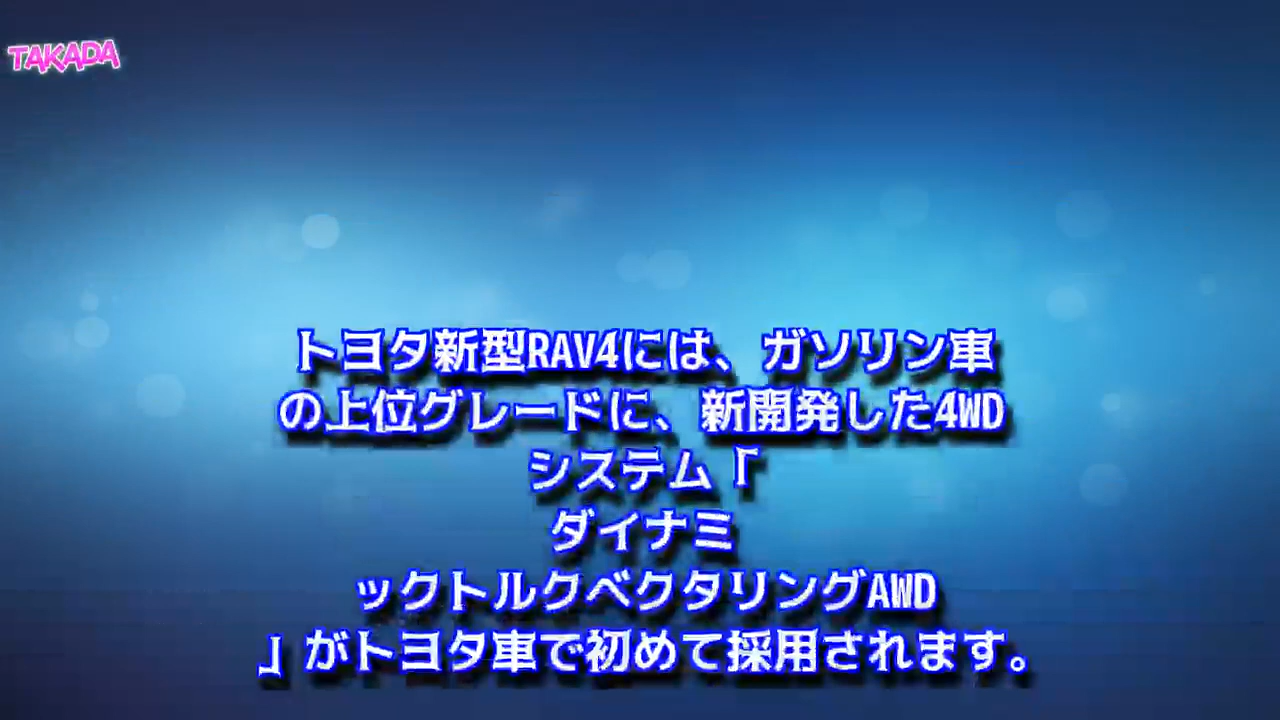 TAKADA
トヨタ新型RAV4には、ガソリン車
の上位グレードに、新開発した4WD
システム「
ダイナミ
ックトルクベクタリングAWD
」がトヨタ車で初めて採用されます。